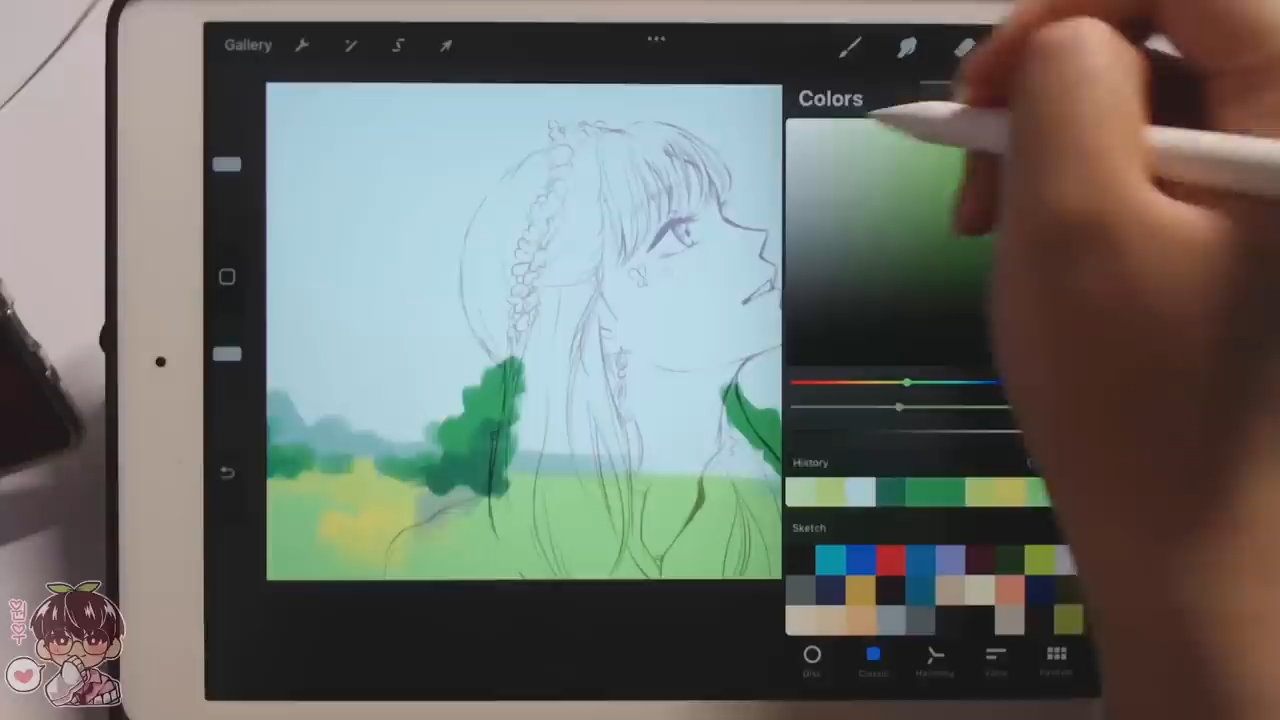 Gallery
Colors
History
Sketch
Disc
Classic
Harmony
Value
Palettes